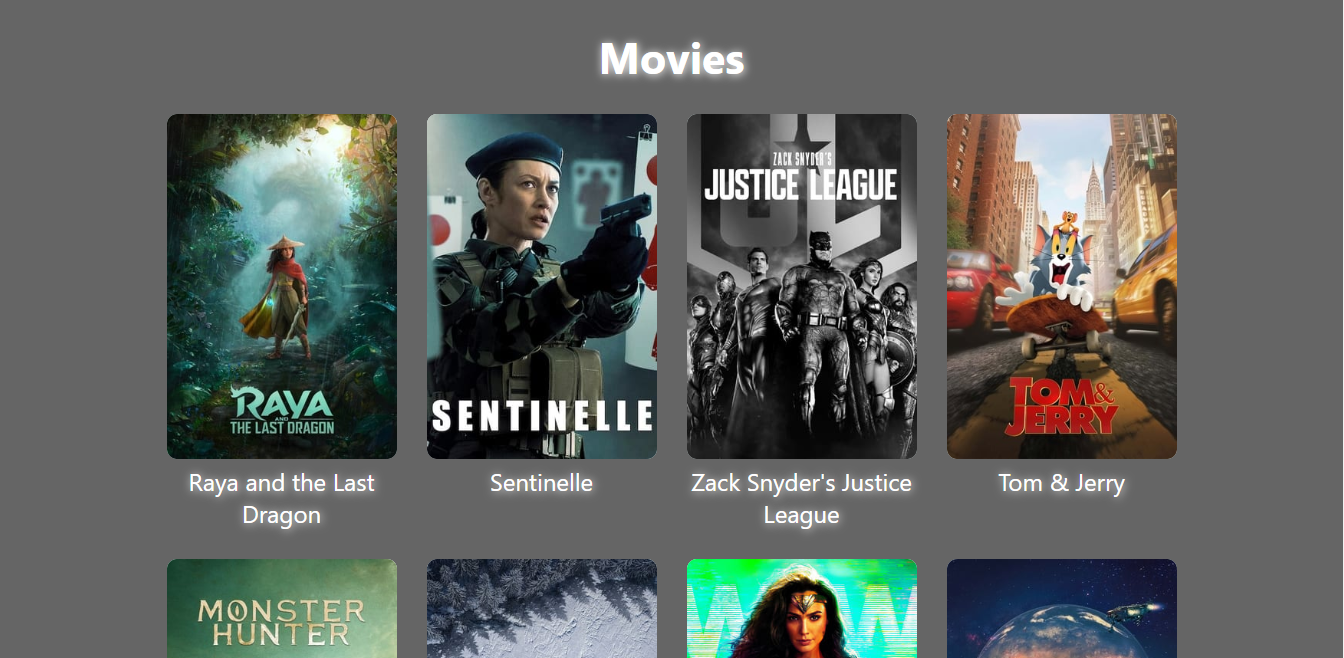 Movies
RAYA
AND
THE LAST DRAGON
SENTINELLE
ZACK SNYDER'S
JUSTICE LEAGUE
TOM &
JERRY
Raya and the Last
Dragon
Sentinelle
Zack Snyder's Justice
League
Tom & Jerry
MONSTER
HUNTER